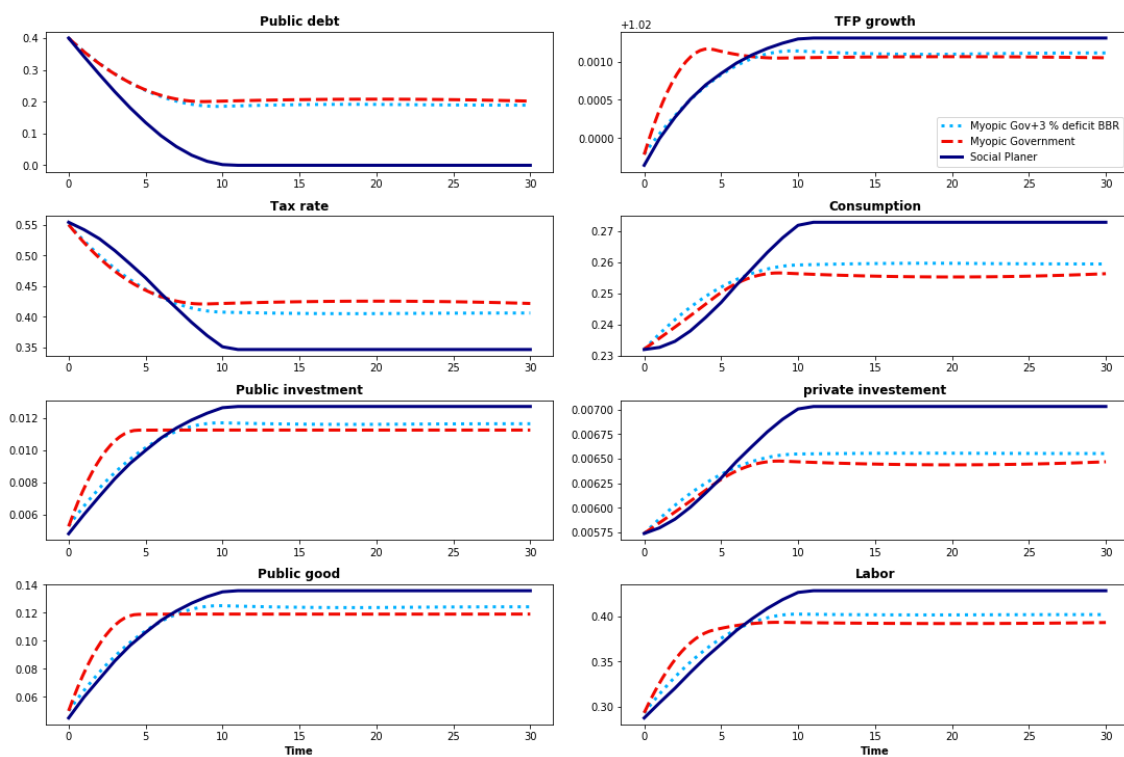 Public debt
0.4
0.3
0.2
0.1
0.0
0 5 10 15 20 25 30
TFP growth
+1.02
0.0010
0.0005
0.0000
Myopic Gov+3 % deficit BBR
Myopic Government
Social Planer
0 5 10 15 20 25 30
Tax rate
0.55
0.50
0.45
0.40
0.35
0 5 10 15 20 25 30
Consumption
0.27
0.26
0.25
0.24
0.23
0 5 10 15 20 25 30
Public investment
0.012
0.010
0.008
0.006
0 5 10 15 20 25 30
private investement
0.00700
0.00675
0.00650
0.00625
0.00600
0.00575
0 5 10 15 20 25 30
Public good
0.14
0.12
0.10
0.08
0.06
0 5 10 15 20 25 30
Time
Labor
0.40
0.35
0.30
0 5 10 15 20 25 30
Time